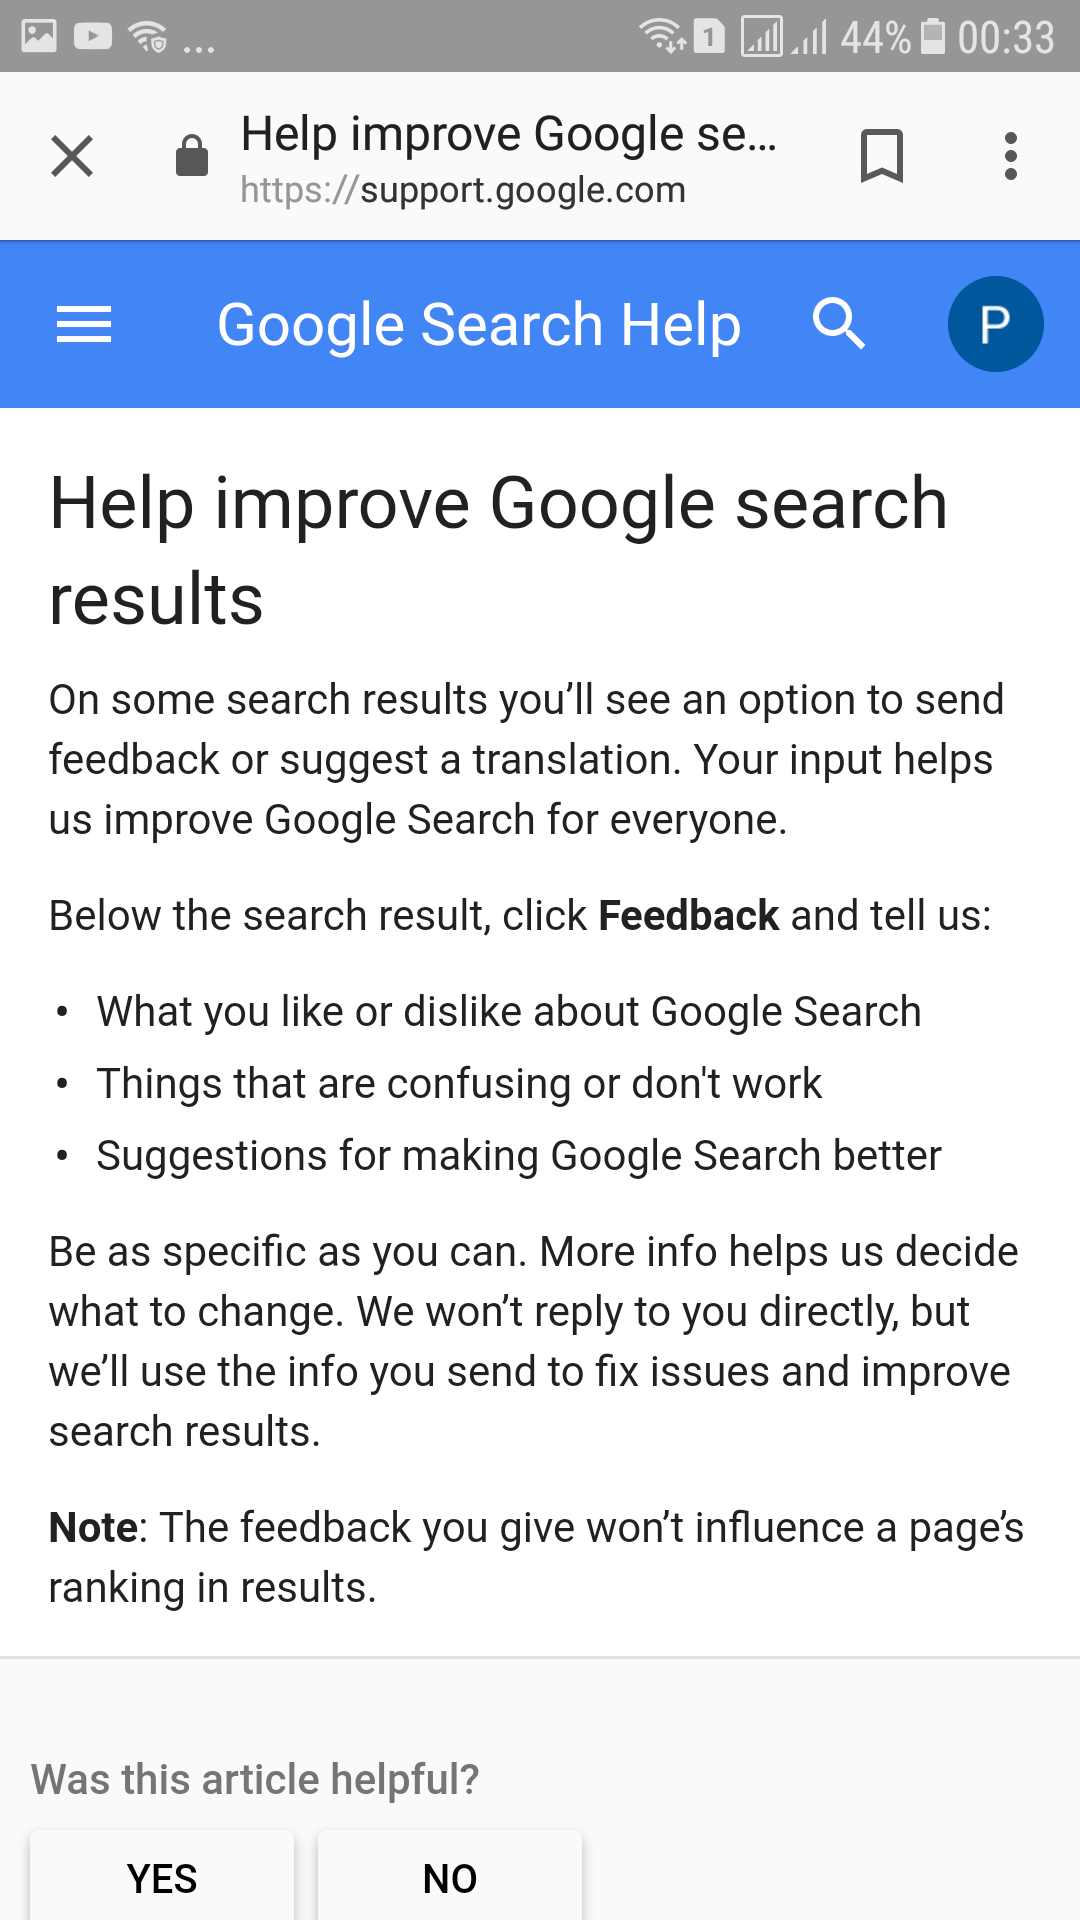 ... 1 44% 00:33
Help improve Google se...
https://support.google.com
Google Search Help
P
Help improve Google search
results
On some search results you’ll see an option to send
feedback or suggest a translation. Your input helps
us improve Google Search for everyone.
Below the search result, click Feedback and tell us:
• What you like or dislike about Google Search
• Things that are confusing or don't work
• Suggestions for making Google Search better
Be as specific as you can. More info helps us decide
what to change. We won’t reply to you directly, but
we’ll use the info you send to fix issues and improve
search results.
Note: The feedback you give won’t influence a page’s
ranking in results.
Was this article helpful?
YES NO